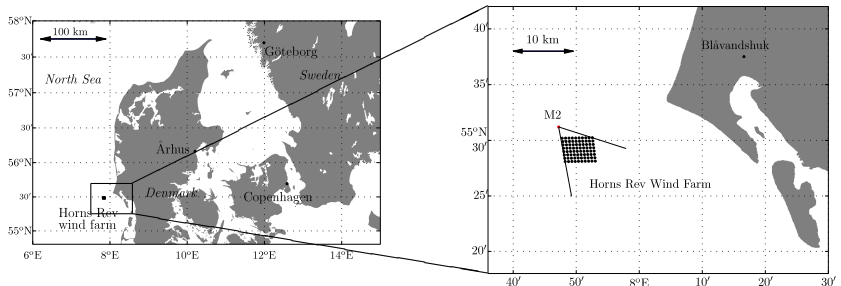 58°N
100 km
Göteborg
30′
North Sea
Sweden
57°N
30′
Århus
56°N
Denmark
30′
Copenhagen
Horns Rev
wind farm
55°N
6°E
8°E
10°E
12°E
14°E
40′
10 km
Blåvandshuk
35′
M2
55°N
30′
Horns Rev Wind Farm
25′
20′
40′
50′
8°E
10′
20′
30′